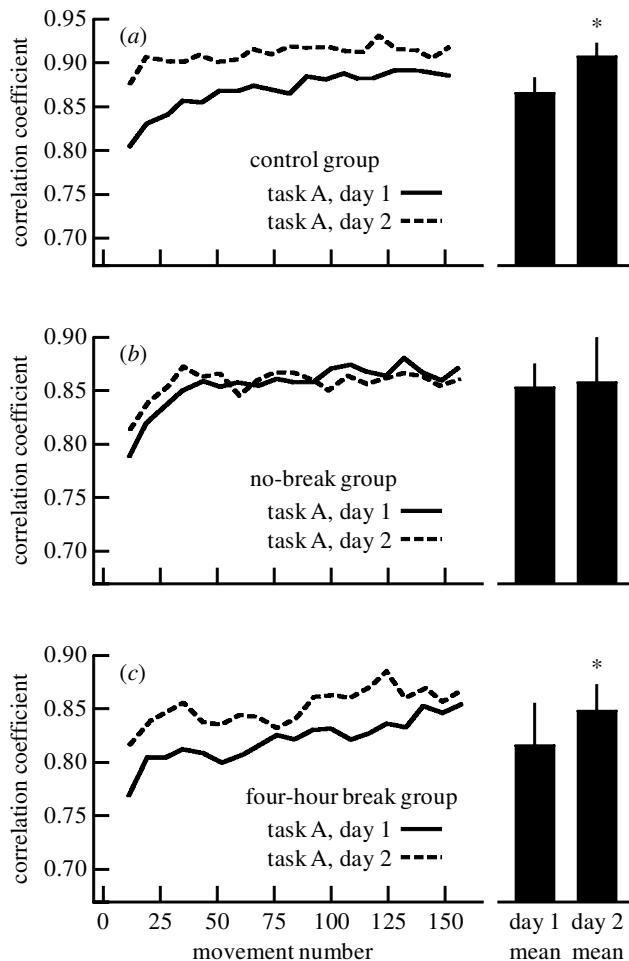 (a)
*
correlation coefficient
0.95
0.90
0.85
0.80
0.75
0.70
control group
task A, day 1
task A, day 2
(b)
correlation coefficient
0.90
0.85
0.80
0.75
0.70
no-break group
task A, day 1
task A, day 2
(c)
*
correlation coefficient
0.90
0.85
0.80
0.75
0.70
four-hour break group
task A, day 1
task A, day 2
0 25 50 75 100 125 150
movement number
day 1 mean
day 2 mean